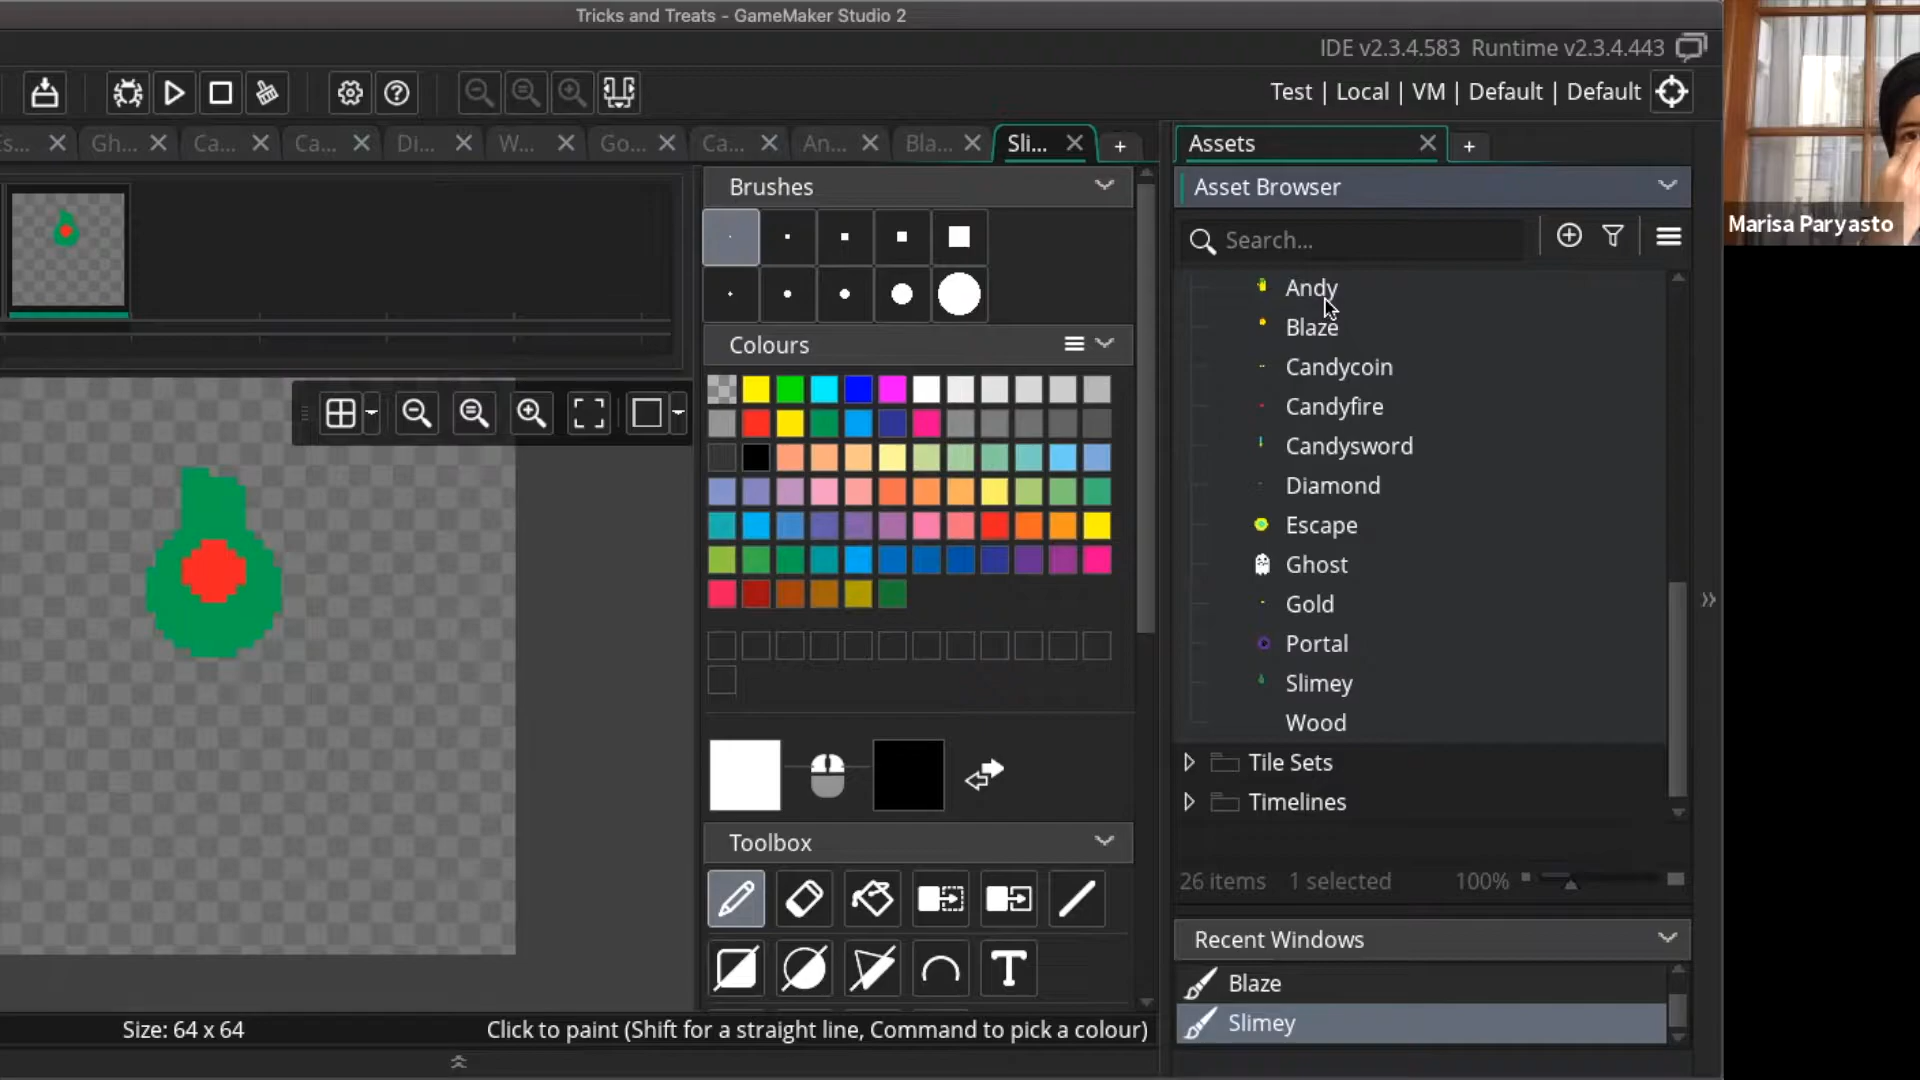 Tricks and Treats - GameMaker Studio 2
IDE v2.3.4.583 Runtime v2.3.4.443
Test | Local | VM | Default | Default
Gh...
Ca...
Ca...
Di...
W...
Go...
Ca...
An...
Bla...
Sli...
Assets
Brushes
Asset Browser
Marisa Paryasto
Search...
Andy
Blaze
Colours
Candycoin
Candyfire
Candysword
Diamond
Escape
Ghost
Gold
Portal
Slimey
Wood
Tile Sets
Timelines
Toolbox
26 items 1 selected 100%
Recent Windows
Blaze
Slimey
Size: 64 x 64
Click to paint (Shift for a straight line, Command to pick a colour)